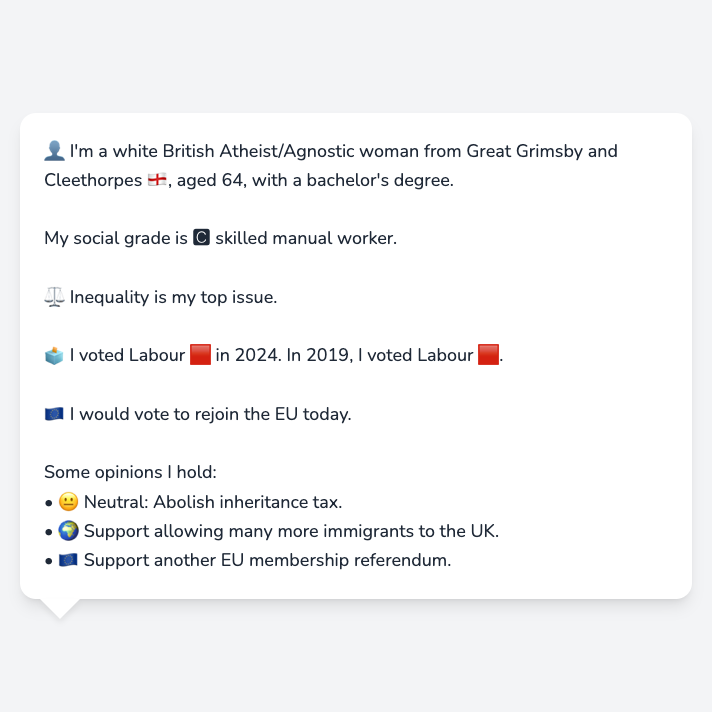 👤 I'm a white British Atheist/Agnostic woman from Great Grimsby and
Cleethorpes 🏴󠁧󠁢󠁥󠁮󠁧󠁿, aged 64, with a bachelor's degree.
My social grade is 🅲 skilled manual worker.
⚖️ Inequality is my top issue.
🗳️ I voted Labour 🟥 in 2024. In 2019, I voted Labour 🟥.
🇪🇺 I would vote to rejoin the EU today.
Some opinions I hold:
• 😐 Neutral: Abolish inheritance tax.
• 🌍 Support allowing many more immigrants to the UK.
• 🇪🇺 Support another EU membership referendum.